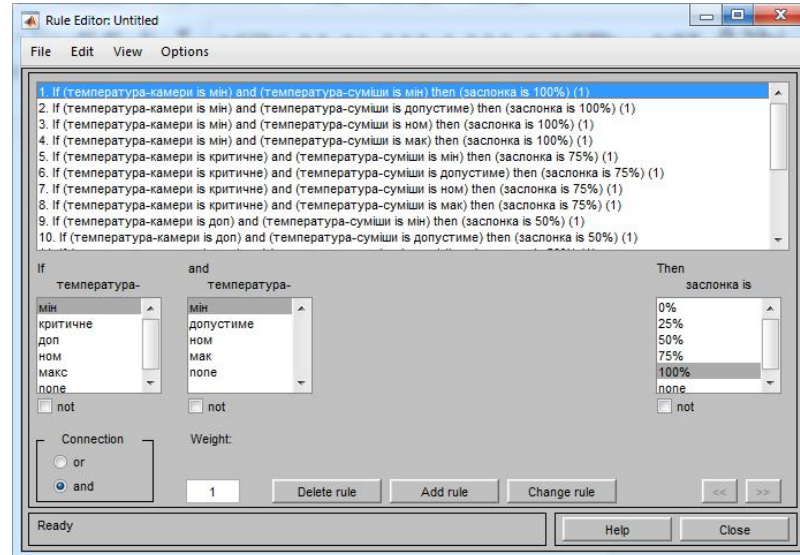 Rule Editor: Untitled
File Edit View Options
1. If (температура-камери is мін) and (температура-суміши is мін) then (заслонка is 100%) (1)
2. If (температура-камери is мін) and (температура-суміши is допустиме) then (заслонка is 100%) (1)
3. If (температура-камери is мін) and (температура-суміши is ном) then (заслонка is 100%) (1)
4. If (температура-камери is мін) and (температура-суміши is мак) then (заслонка is 100%) (1)
5. If (температура-камери is критичне) and (температура-суміши is мін) then (заслонка is 75%) (1)
6. If (температура-камери is критичне) and (температура-суміши is допустиме) then (заслонка is 75%) (1)
7. If (температура-камери is критичне) and (температура-суміши is ном) then (заслонка is 75%) (1)
8. If (температура-камери is критичне) and (температура-суміши is мак) then (заслонка is 75%) (1)
9. If (температура-камери is доп) and (температура-суміши is мін) then (заслонка is 50%) (1)
10. If (температура-камери is доп) and (температура-суміши is допустиме) then (заслонка is 50%) (1)
If
температура-
мін
критичне
доп
ном
макс
none
not
and
температура-
мін
допустиме
ном
мак
none
not
Then
заслонка is
0%
25%
50%
75%
100%
none
not
Connection
or
and
Weight:
1
Delete rule
Add rule
Change rule
<<
>>
Ready
Help
Close